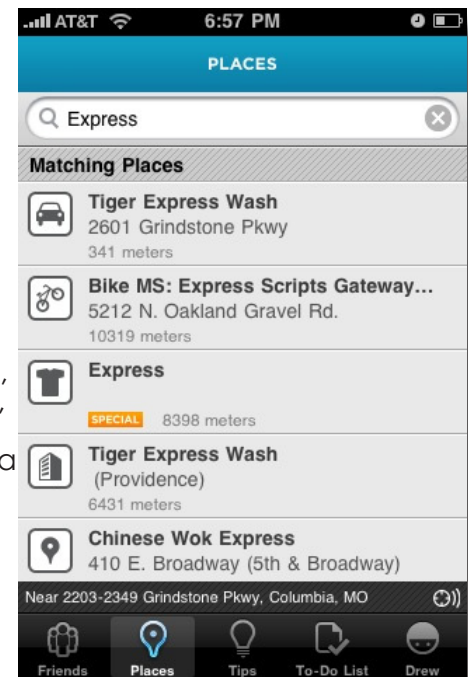 AT&T 6:57 PM
PLACES
Express
Matching Places
Tiger Express Wash
2601 Grindstone Pkwy
341 meters
Bike MS: Express Scripts Gateway...
5212 N. Oakland Gravel Rd.
10319 meters
Express
SPECIAL 8398 meters
Tiger Express Wash
(Providence)
6431 meters
Chinese Wok Express
410 E. Broadway (5th & Broadway)
Near 2203-2349 Grindstone Pkwy, Columbia, MO
Friends Places Tips To-Do List Drew
,
,
a